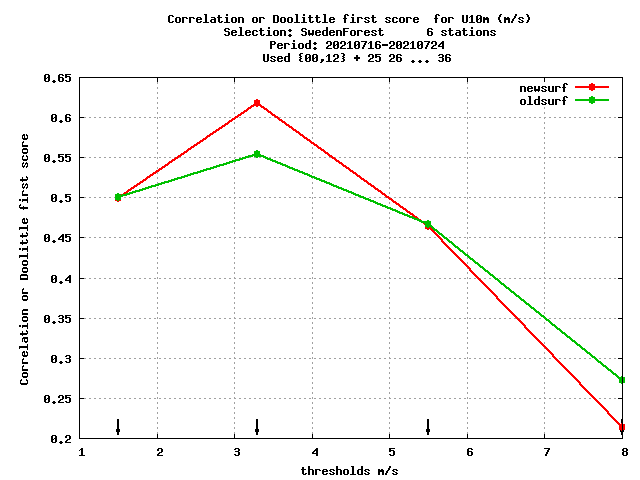 Correlation or Doolittle first score  for U10m (m/s)
Selection: SwedenForest      6 stations
Period: 20210716-20210724
Used {00,12} + 25 26 ... 36
newsurf
oldsurf
Correlation or Doolittle first score
0.65
0.6
0.55
0.5
0.45
0.4
0.35
0.3
0.25
0.2
1 2 3 4 5 6 7 8
thresholds m/s